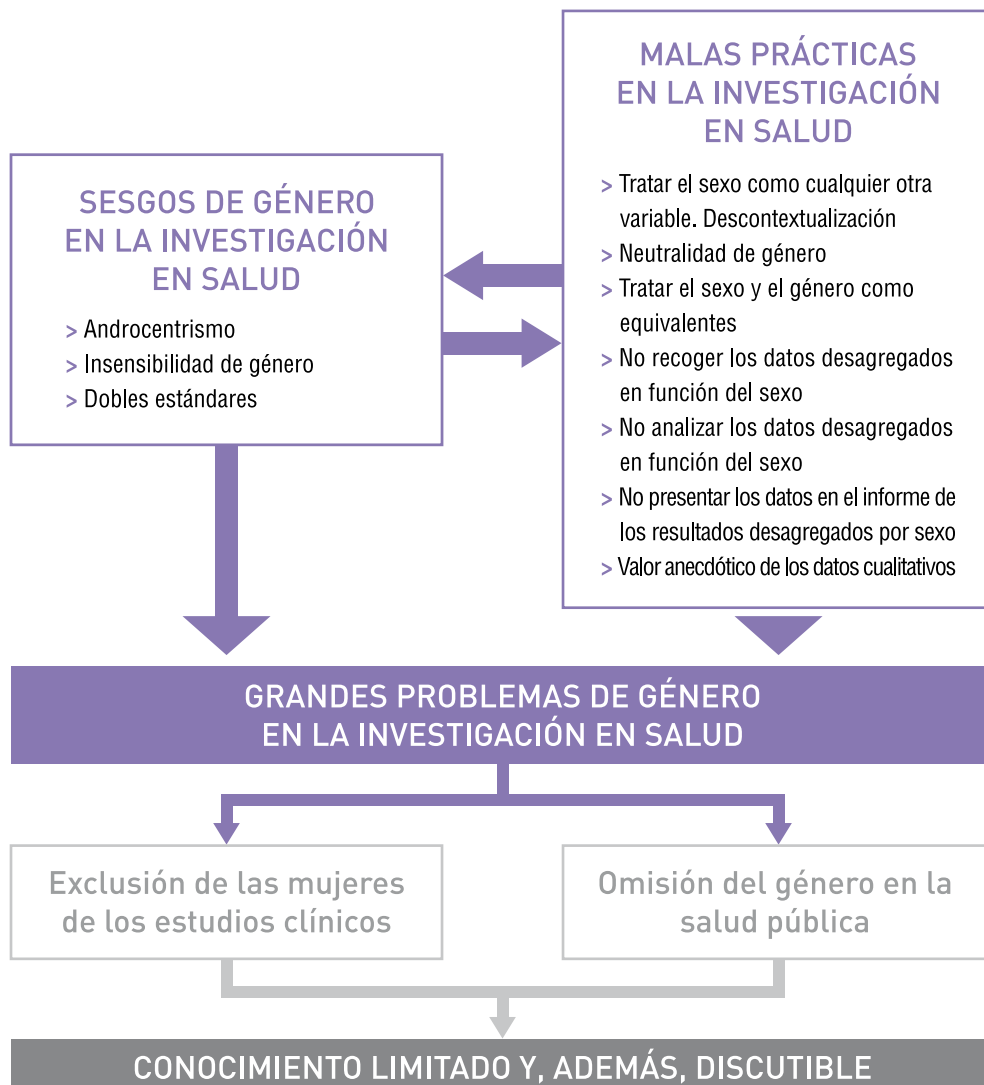 SESGOS DE GÉNERO
EN LA INVESTIGACIÓN
EN SALUD
> Androcentrismo
> Insensibilidad de género
> Dobles estándares
MALAS PRÁCTICAS
EN LA INVESTIGACIÓN
EN SALUD
> Tratar el sexo como cualquier otra
variable. Descontextualización
> Neutralidad de género
> Tratar el sexo y el género como
equivalentes
> No recoger los datos desagregados
en función del sexo
> No analizar los datos desagregados
en función del sexo
> No presentar los datos en el informe de
los resultados desagregados por sexo
> Valor anecdótico de los datos cualitativos
GRANDES PROBLEMAS DE GÉNERO
EN LA INVESTIGACIÓN EN SALUD
Exclusión de las mujeres
de los estudios clínicos
Omisión del género en la
salud pública
CONOCIMIENTO LIMITADO Y, ADEMÁS, DISCUTIBLE